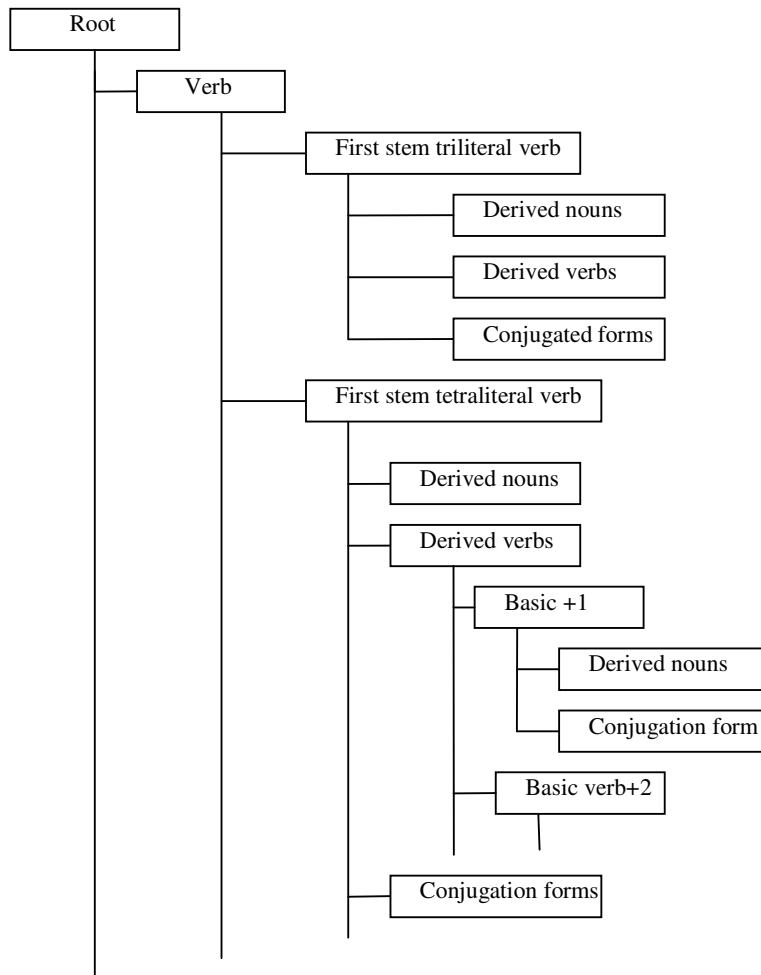 Root
Verb
First stem triliteral verb
Derived nouns
Derived verbs
Conjugated forms
First stem tetraliteral verb
Derived nouns
Derived verbs
Basic +1
Derived nouns
Conjugation form
Basic verb+2
Conjugation forms